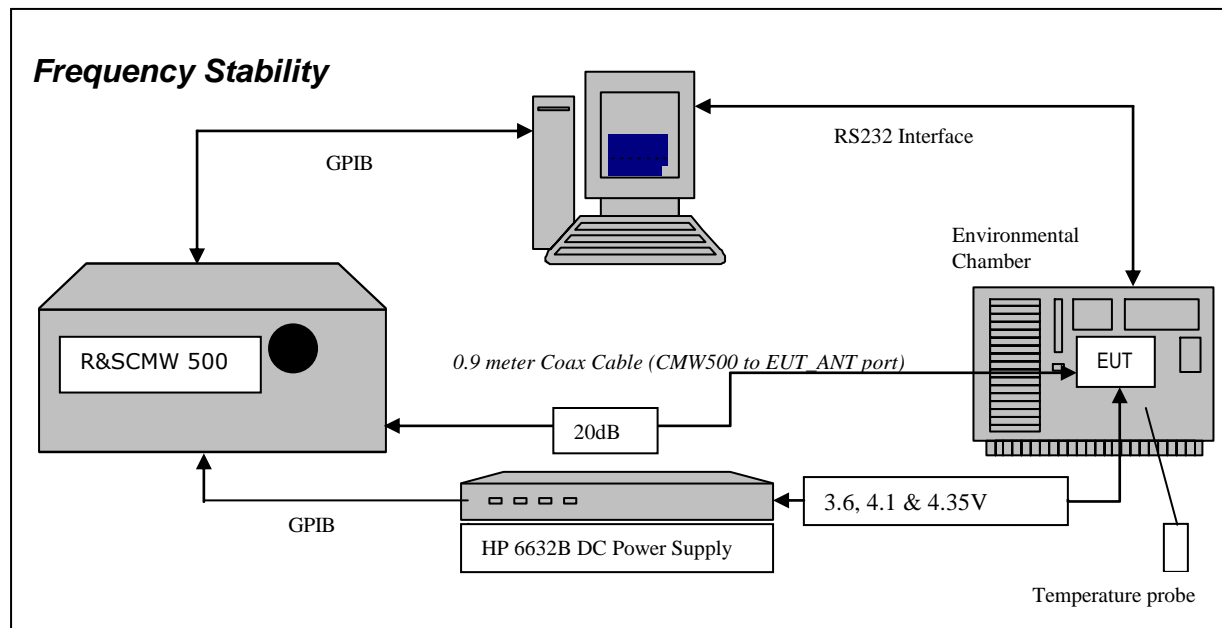 Frequency Stability
GPIB
RS232 Interface
Environmental
Chamber
R&SCMW 500
0.9 meter Coax Cable (CMW500 to EUT_ANT port)
EUT
20dB
3.6, 4.1 & 4.35V
GPIB
HP 6632B DC Power Supply
Temperature probe